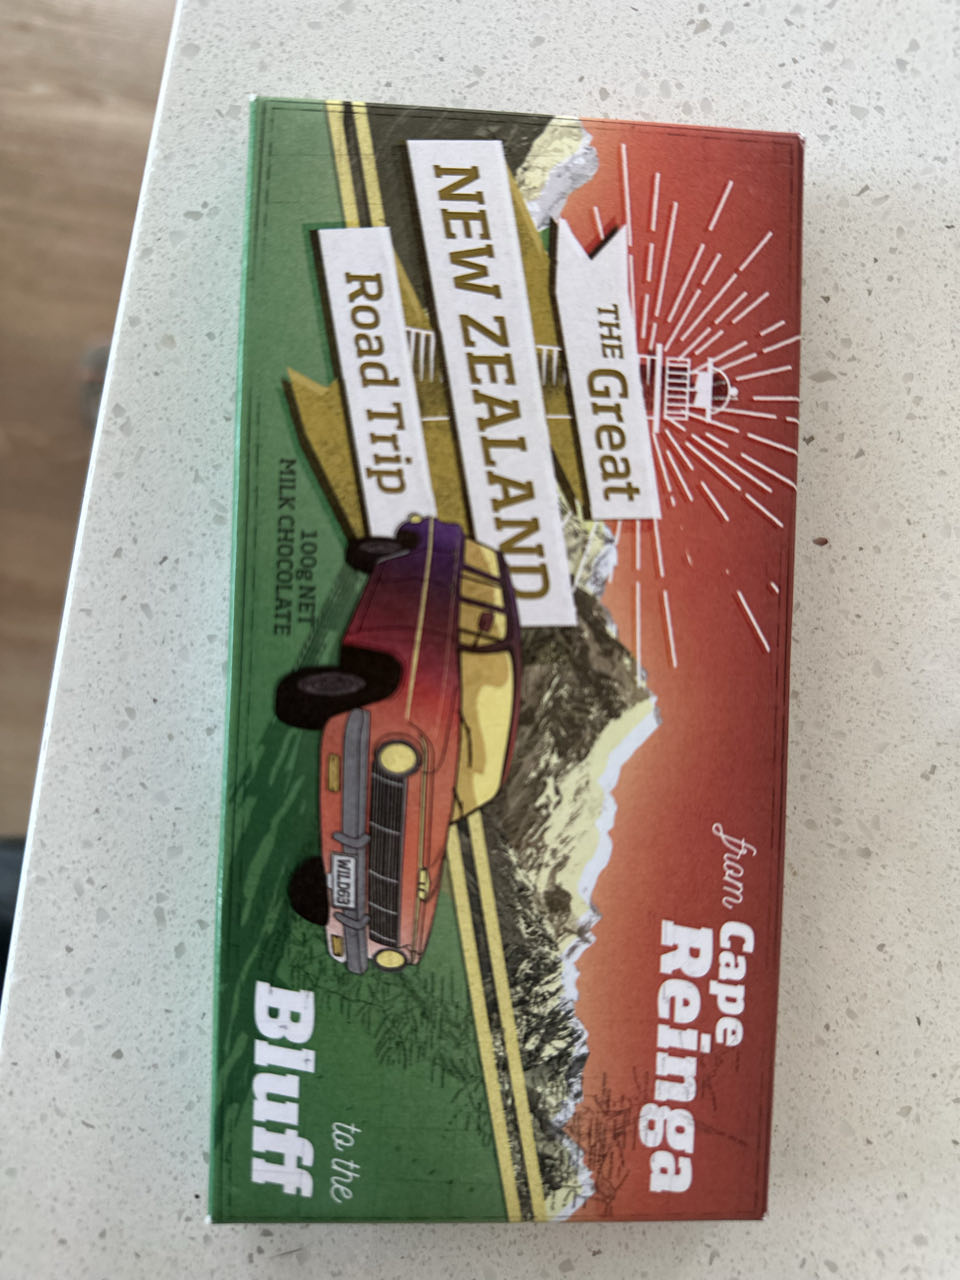 THE Great
NEW ZEALAND
Road Trip
from Cape
Reinga
100g NET
MILK CHOCOLATE
WILD63
to the
Bluff